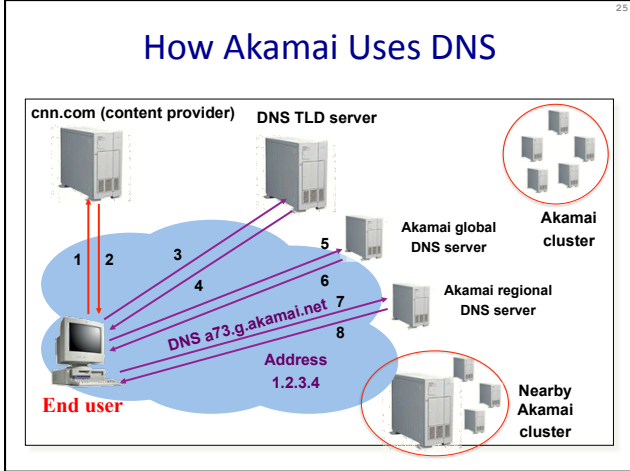 25
How Akamai Uses DNS
cnn.com (content provider)
DNS TLD server
Akamai
cluster
Akamai global
DNS server
1
2
3
4
5
6
Akamai regional
DNS server
7
DNS a73.g.akamai.net
8
Address
1.2.3.4
End user
Nearby
Akamai
cluster